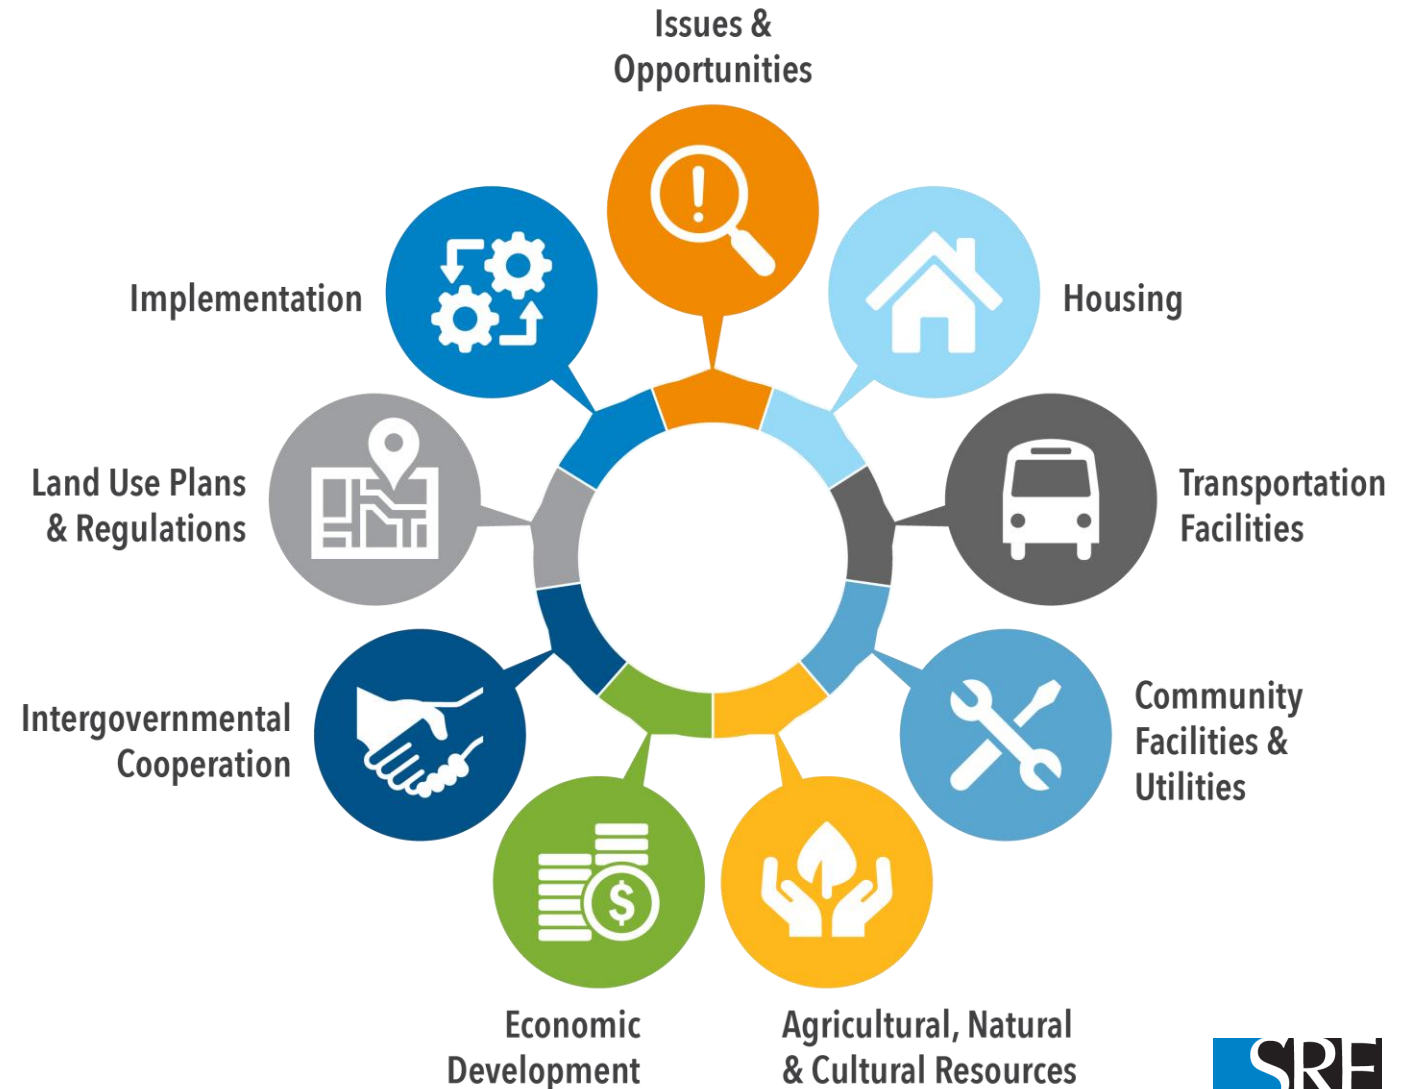 Issues &
Opportunities
Housing
Transportation
Facilities
Community
Facilities &
Utilities
Agricultural, Natural
& Cultural Resources
Economic
Development
$
Intergovernmental
Cooperation
Land Use Plans
& Regulations
Implementation
!
SRF